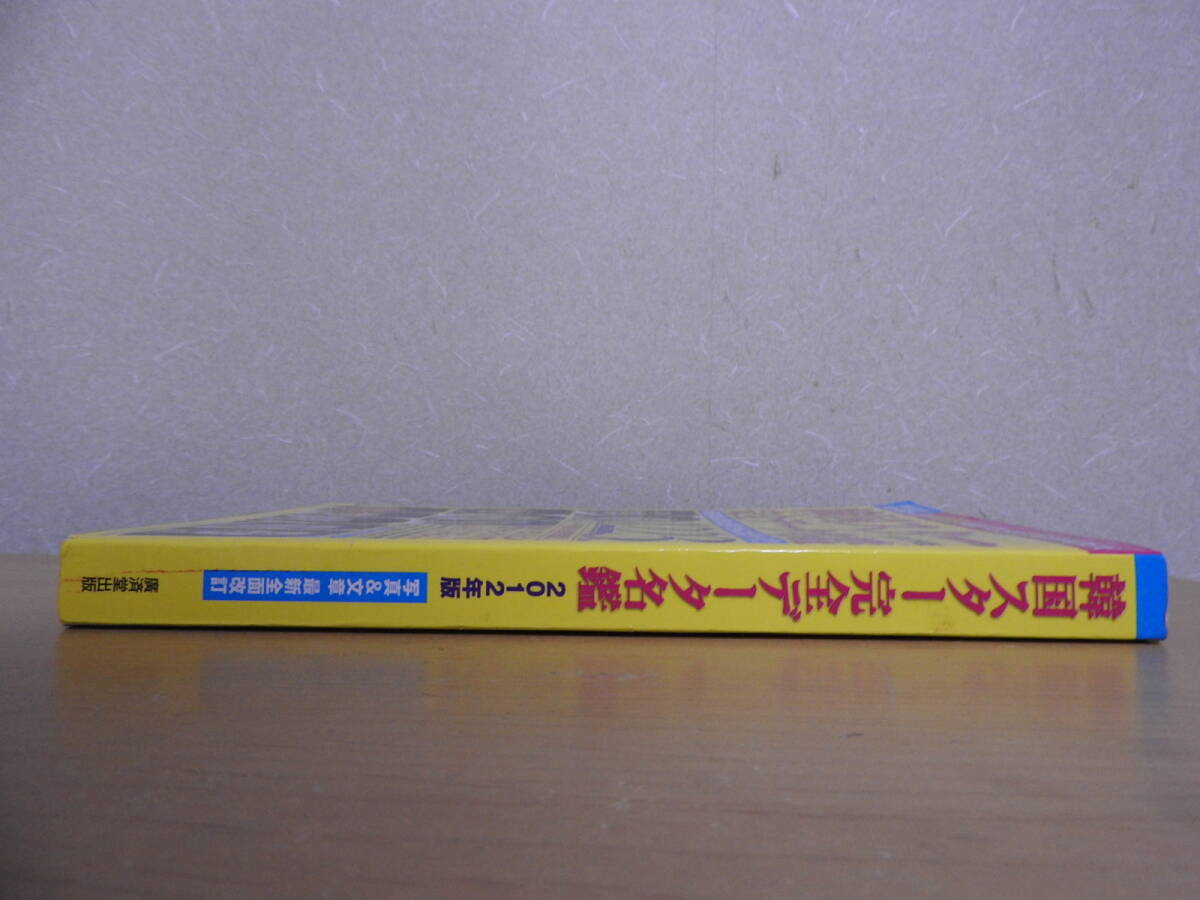 韓国スター完全データ名鑑
2012年版
写真&文章 最新全面改訂
廣済堂出版